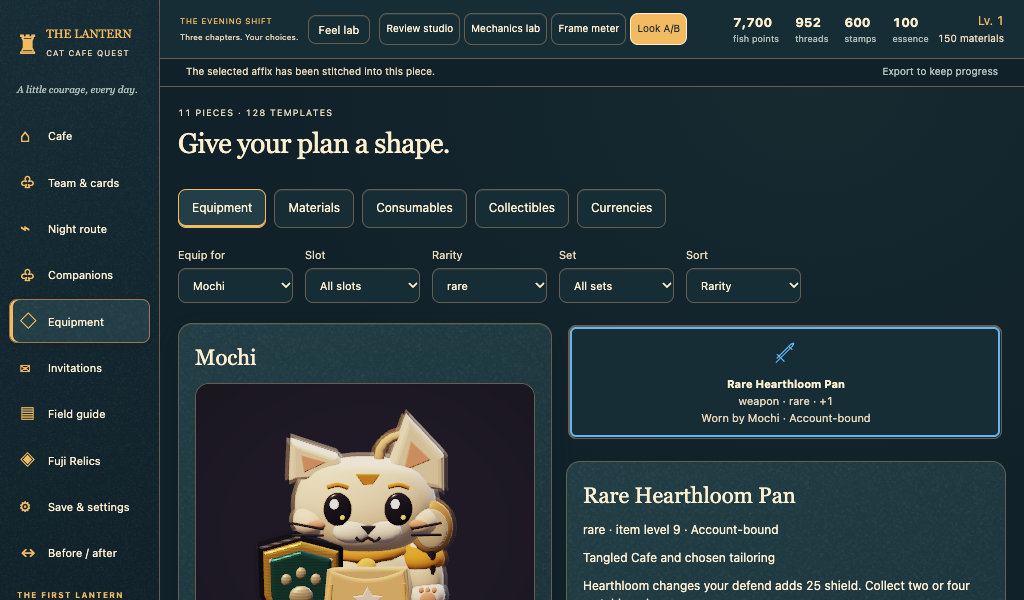 THE LANTERN
CAT CAFE QUEST
A little courage, every day.
Cafe
Team & cards
Night route
Companions
Equipment
Invitations
Field guide
Fuji Relics
Save & settings
Before / after
THE FIRST LANTERN
THE EVENING SHIFT
Three chapters. Your choices.
Feel lab
Review studio
Mechanics lab
Frame meter
Look A/B
7,700
fish points
952
threads
600
stamps
100
essence
Lv. 1
150 materials
The selected affix has been stitched into this piece.
Export to keep progress
11 PIECES · 128 TEMPLATES
Give your plan a shape.
Equipment
Materials
Consumables
Collectibles
Currencies
Equip for
Slot
Rarity
Set
Sort
Mochi
All slots
rare
All sets
Rarity
Mochi
Rare Hearthloom Pan
weapon · rare · +1
Worn by Mochi · Account-bound
Rare Hearthloom Pan
rare · item level 9 · Account-bound
Tangled Cafe and chosen tailoring
Hearthloom changes your defend adds 25 shield. Collect two or four